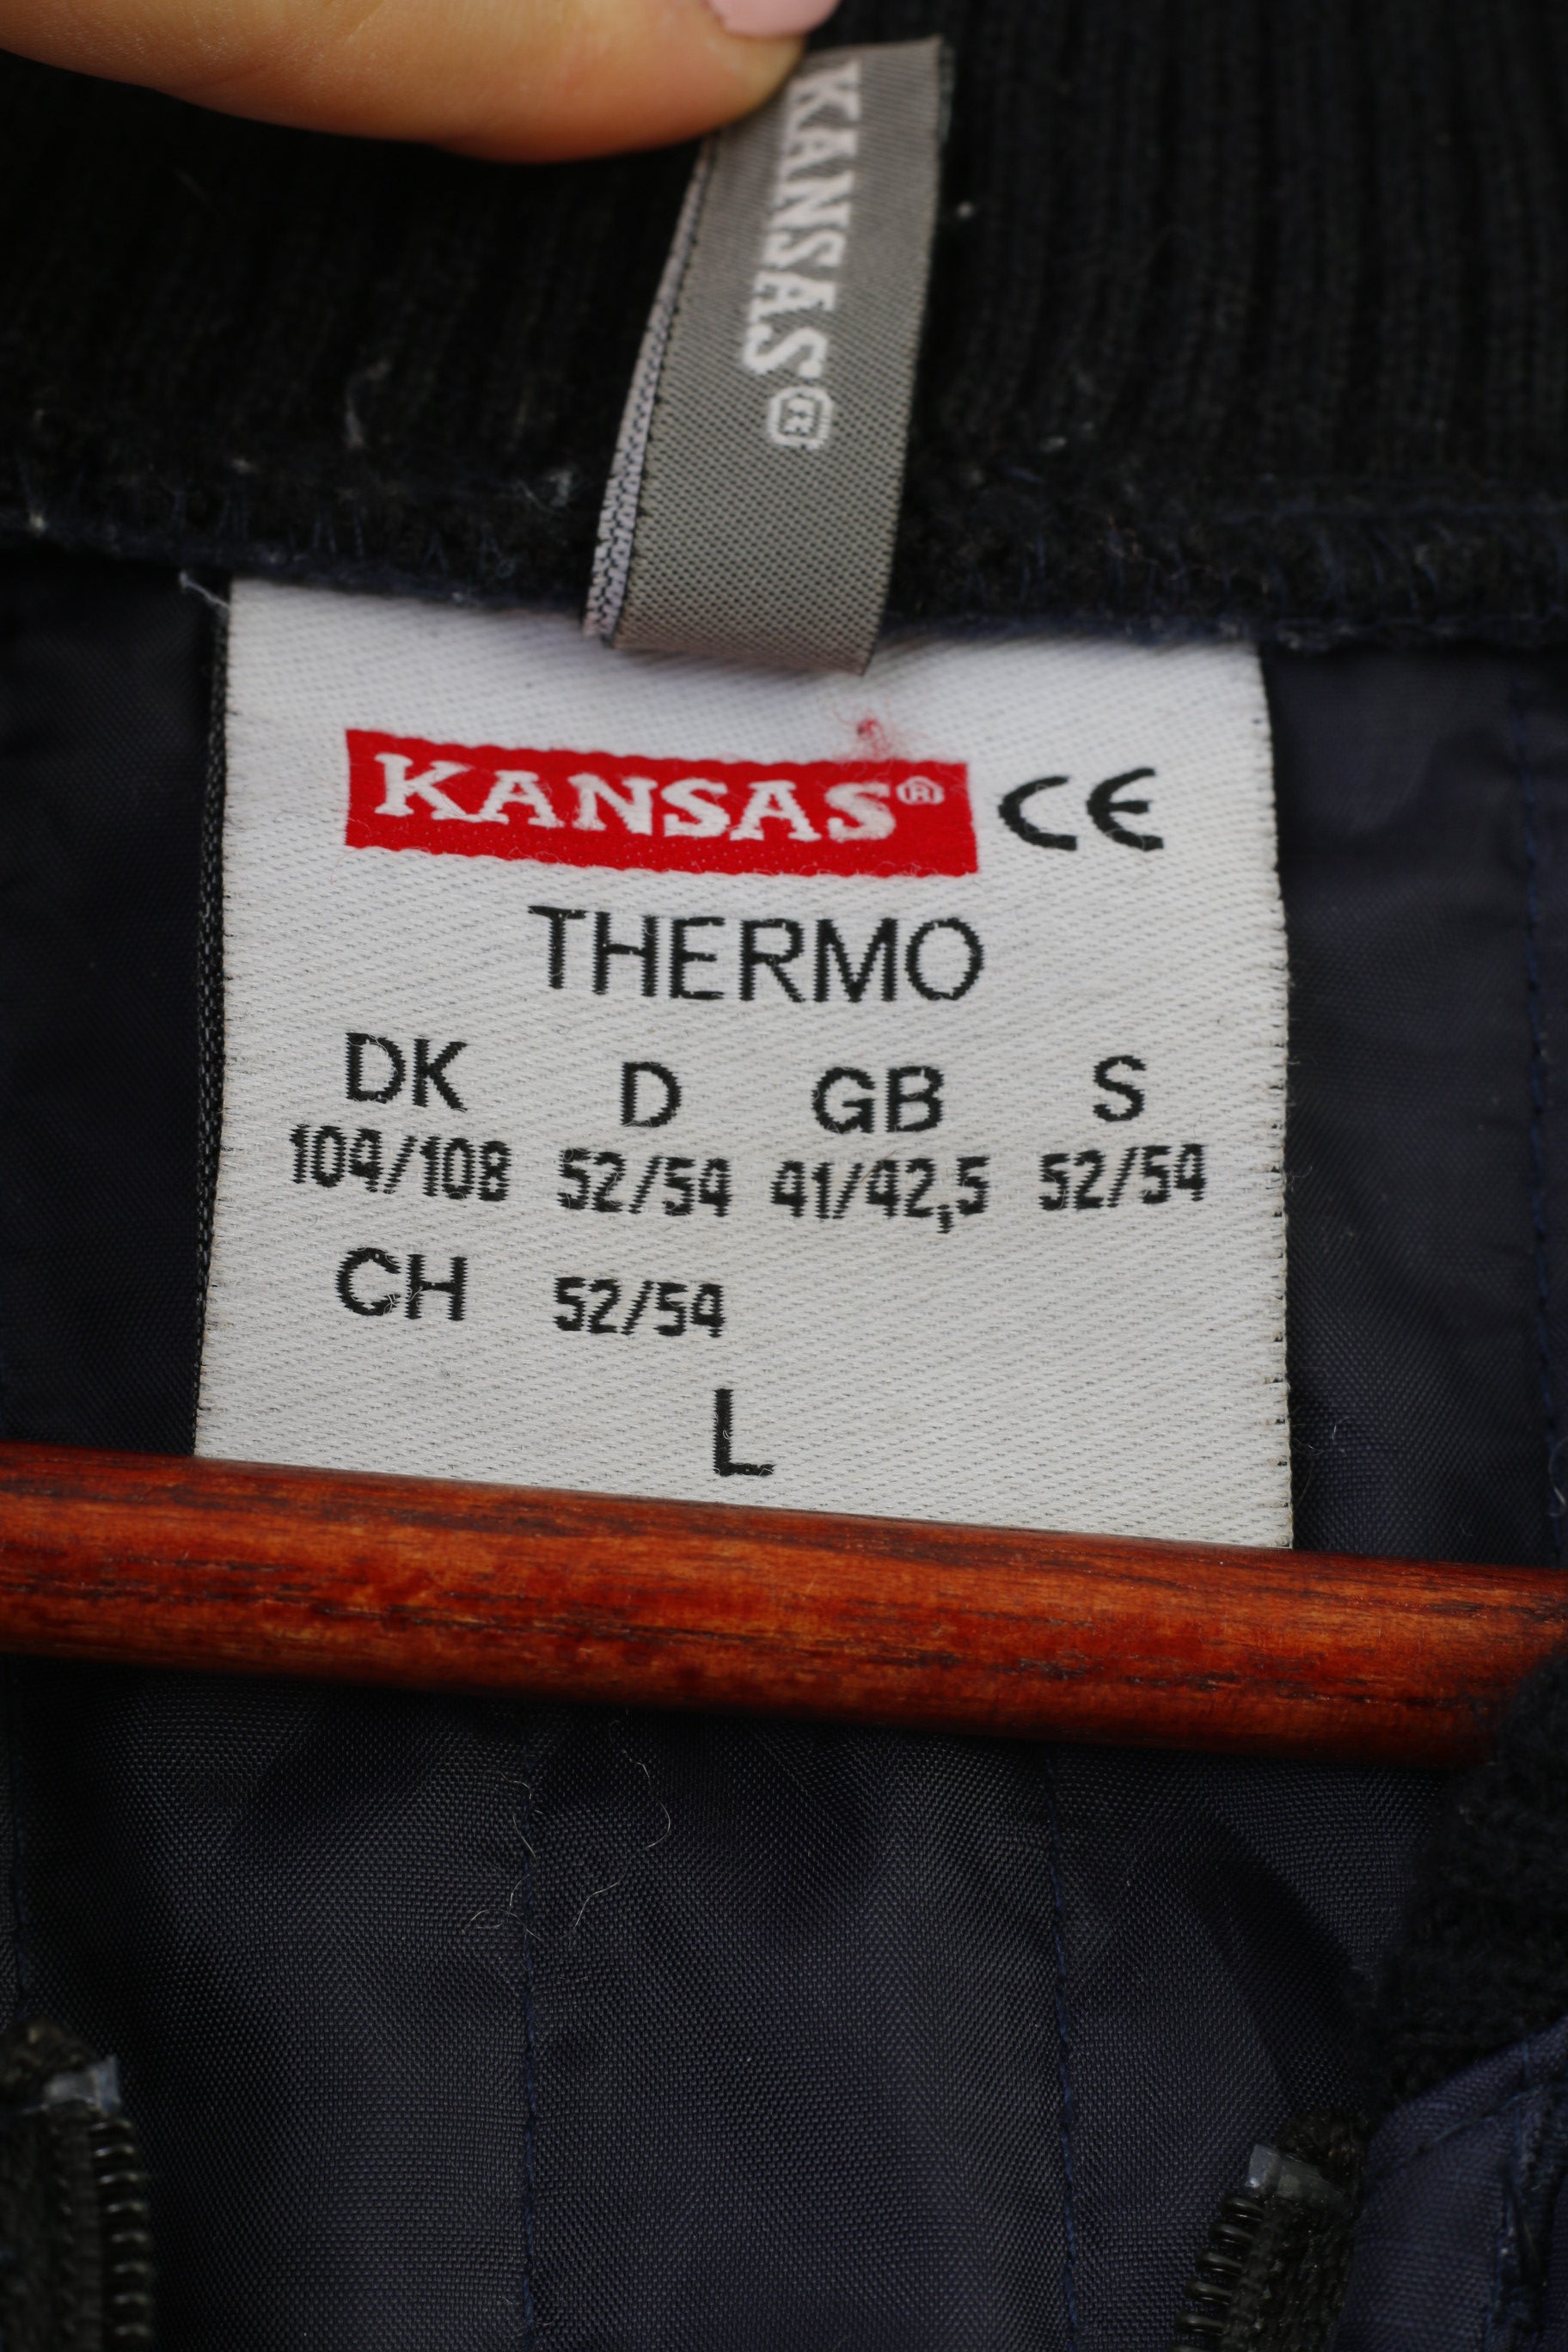 KANSAS®
KANSAS® CE
THERMO
DK D GB S
104/108 52/54 41/42,5 52/54
CH 52/54
L